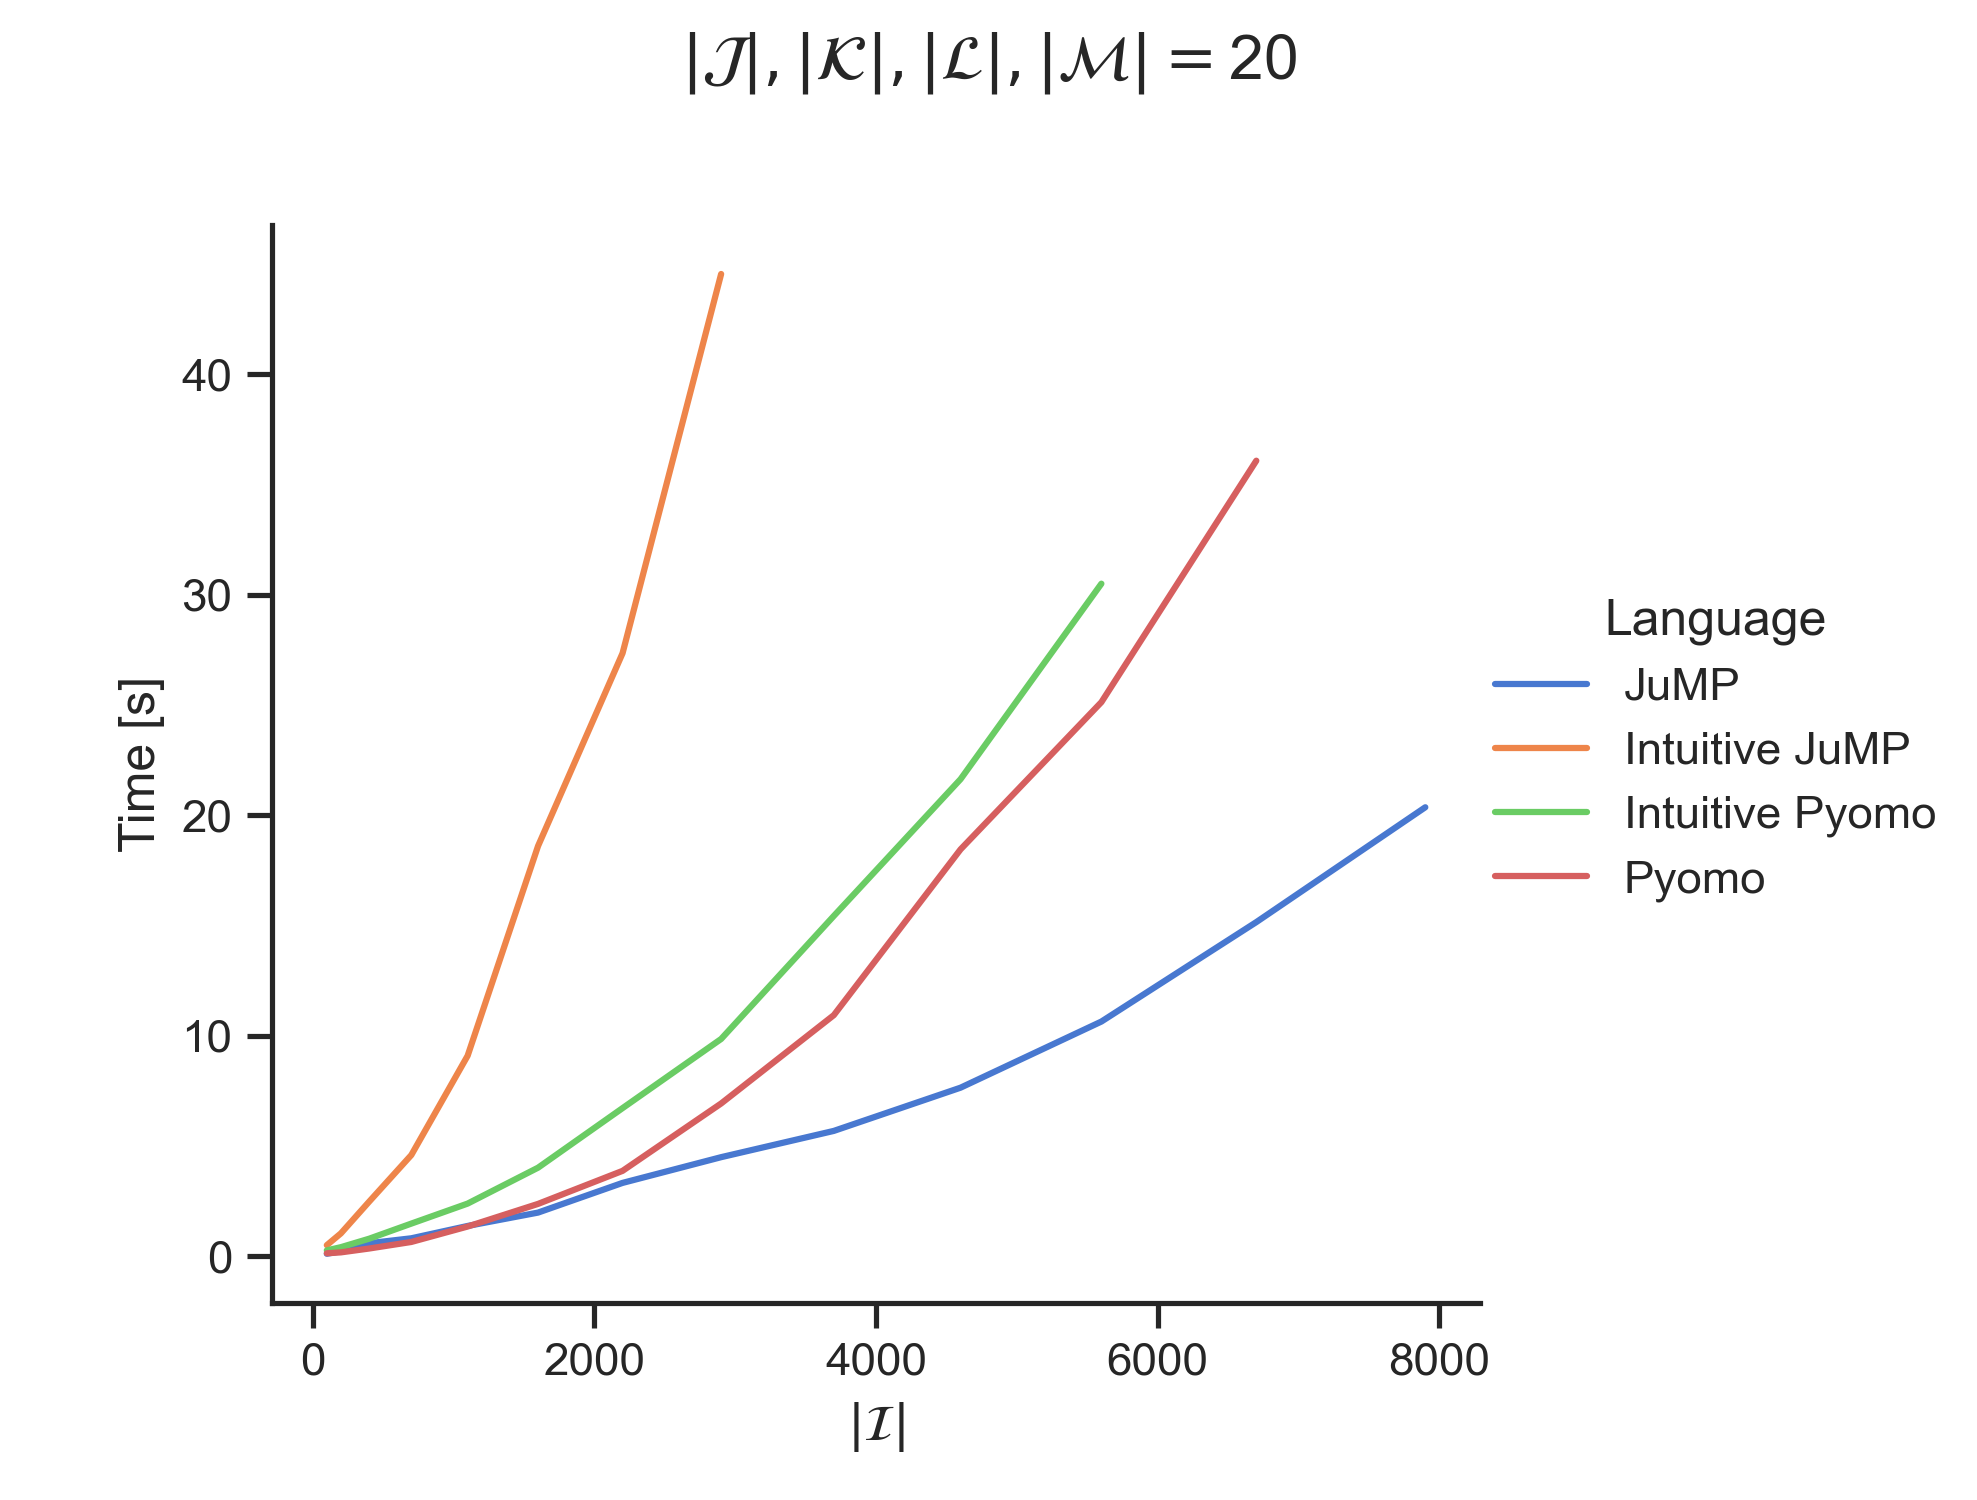 |𝒥|, |𝒦|, |ℒ|, |ℳ| = 20
40
30
20
10
0
Time [s]
0 2000 4000 6000 8000
|ℐ|
Language
JuMP
Intuitive JuMP
Intuitive Pyomo
Pyomo